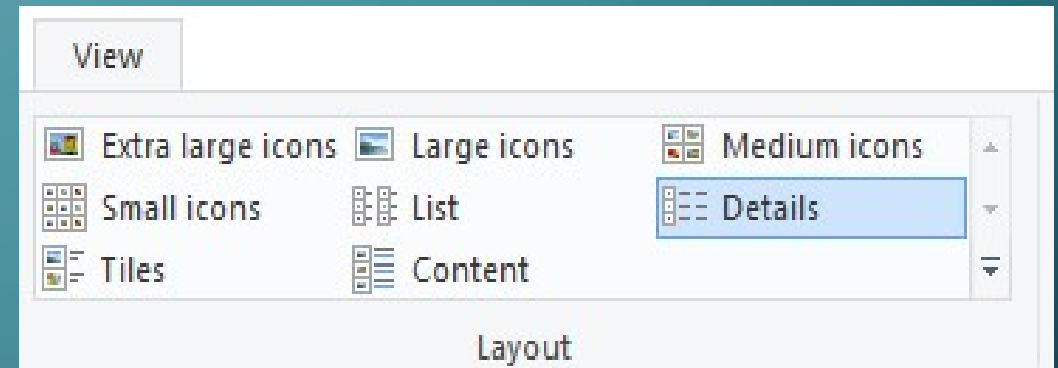 View
Extra large icons Large icons Medium icons
Small icons List Details
Tiles Content
Layout